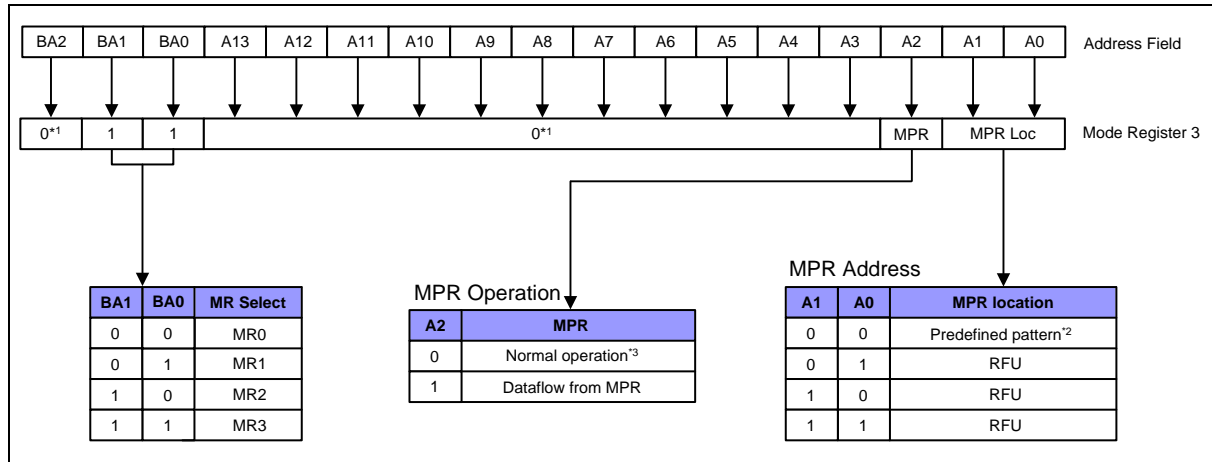 BA2 BA1 BA0 A13 A12 A11 A10 A9 A8 A7 A6 A5 A4 A3 A2 A1 A0 Address Field
0*1 1 1 0*1 MPR MPR Loc Mode Register 3
MPR Address
MPR Operation
BA1 BA0 MR Select
0 0 MR0
0 1 MR1
1 0 MR2
1 1 MR3
A2 MPR
0 Normal operation*3
1 Dataflow from MPR
A1 A0 MPR location
0 0 Predefined pattern*2
0 1 RFU
1 0 RFU
1 1 RFU